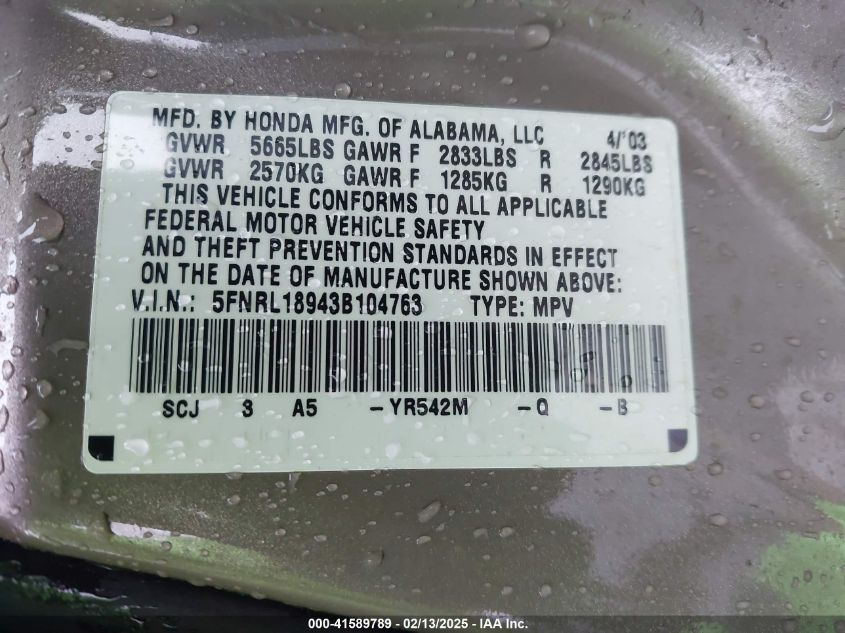 MFD. BY HONDA MFG. OF ALABAMA, LLC 4/'03
GVWR 5665LBS GAWR F 2833LBS R 2845LBS
GVWR 2570KG GAWR F 1285KG R 1290KG
THIS VEHICLE CONFORMS TO ALL APPLICABLE
FEDERAL MOTOR VEHICLE SAFETY
AND THEFT PREVENTION STANDARDS IN EFFECT
ON THE DATE OF MANUFACTURE SHOWN ABOVE:
V.I.N.: 5FNRL18943B104763 TYPE: MPV
SCJ 3 A5 -YR542M -Q -B
000-41589789 - 02/13/2025 - IAA Inc.